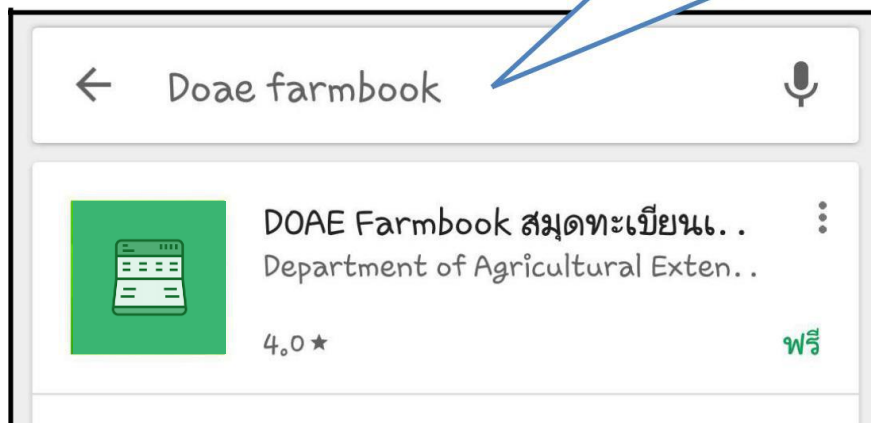 Doae farmbook
DOAE Farmbook สมุดทะเบียนเ. .
Department of Agricultural Exten. .
4.0 ★
ฟรี